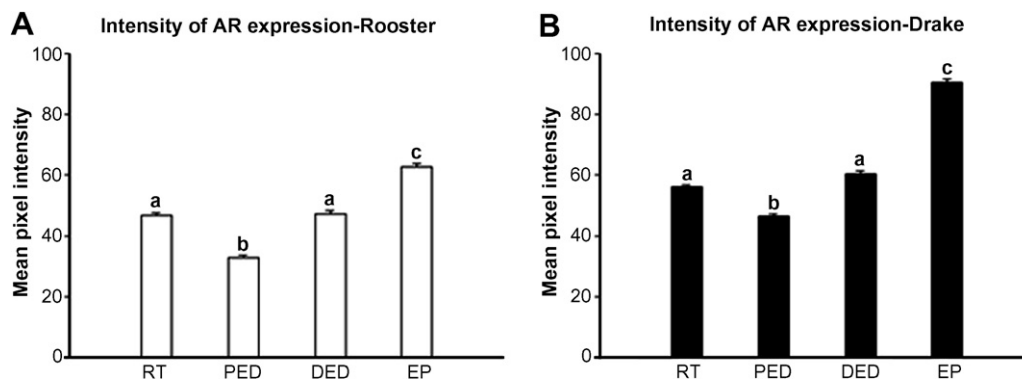 A
Intensity of AR expression-Rooster
Mean pixel intensity
100
80
60
40
20
0
a
b
a
c
RT PED DED EP
B
Intensity of AR expression-Drake
Mean pixel intensity
100
80
60
40
20
0
a
b
a
c
RT PED DED EP